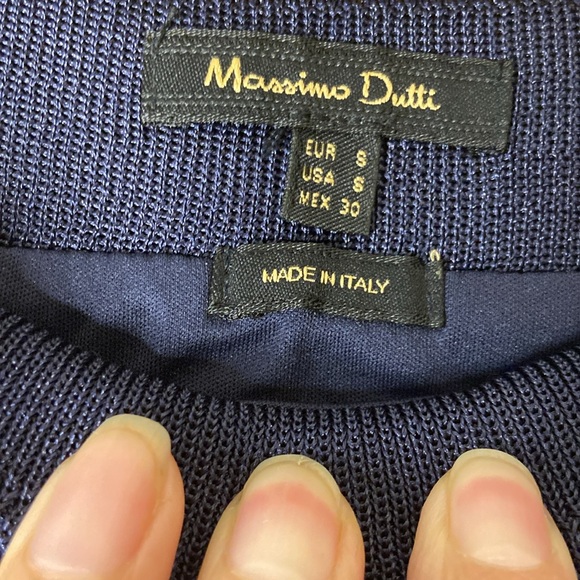 Massimo Dutti
EUR S
USA S
MEX 30
MADE IN ITALY